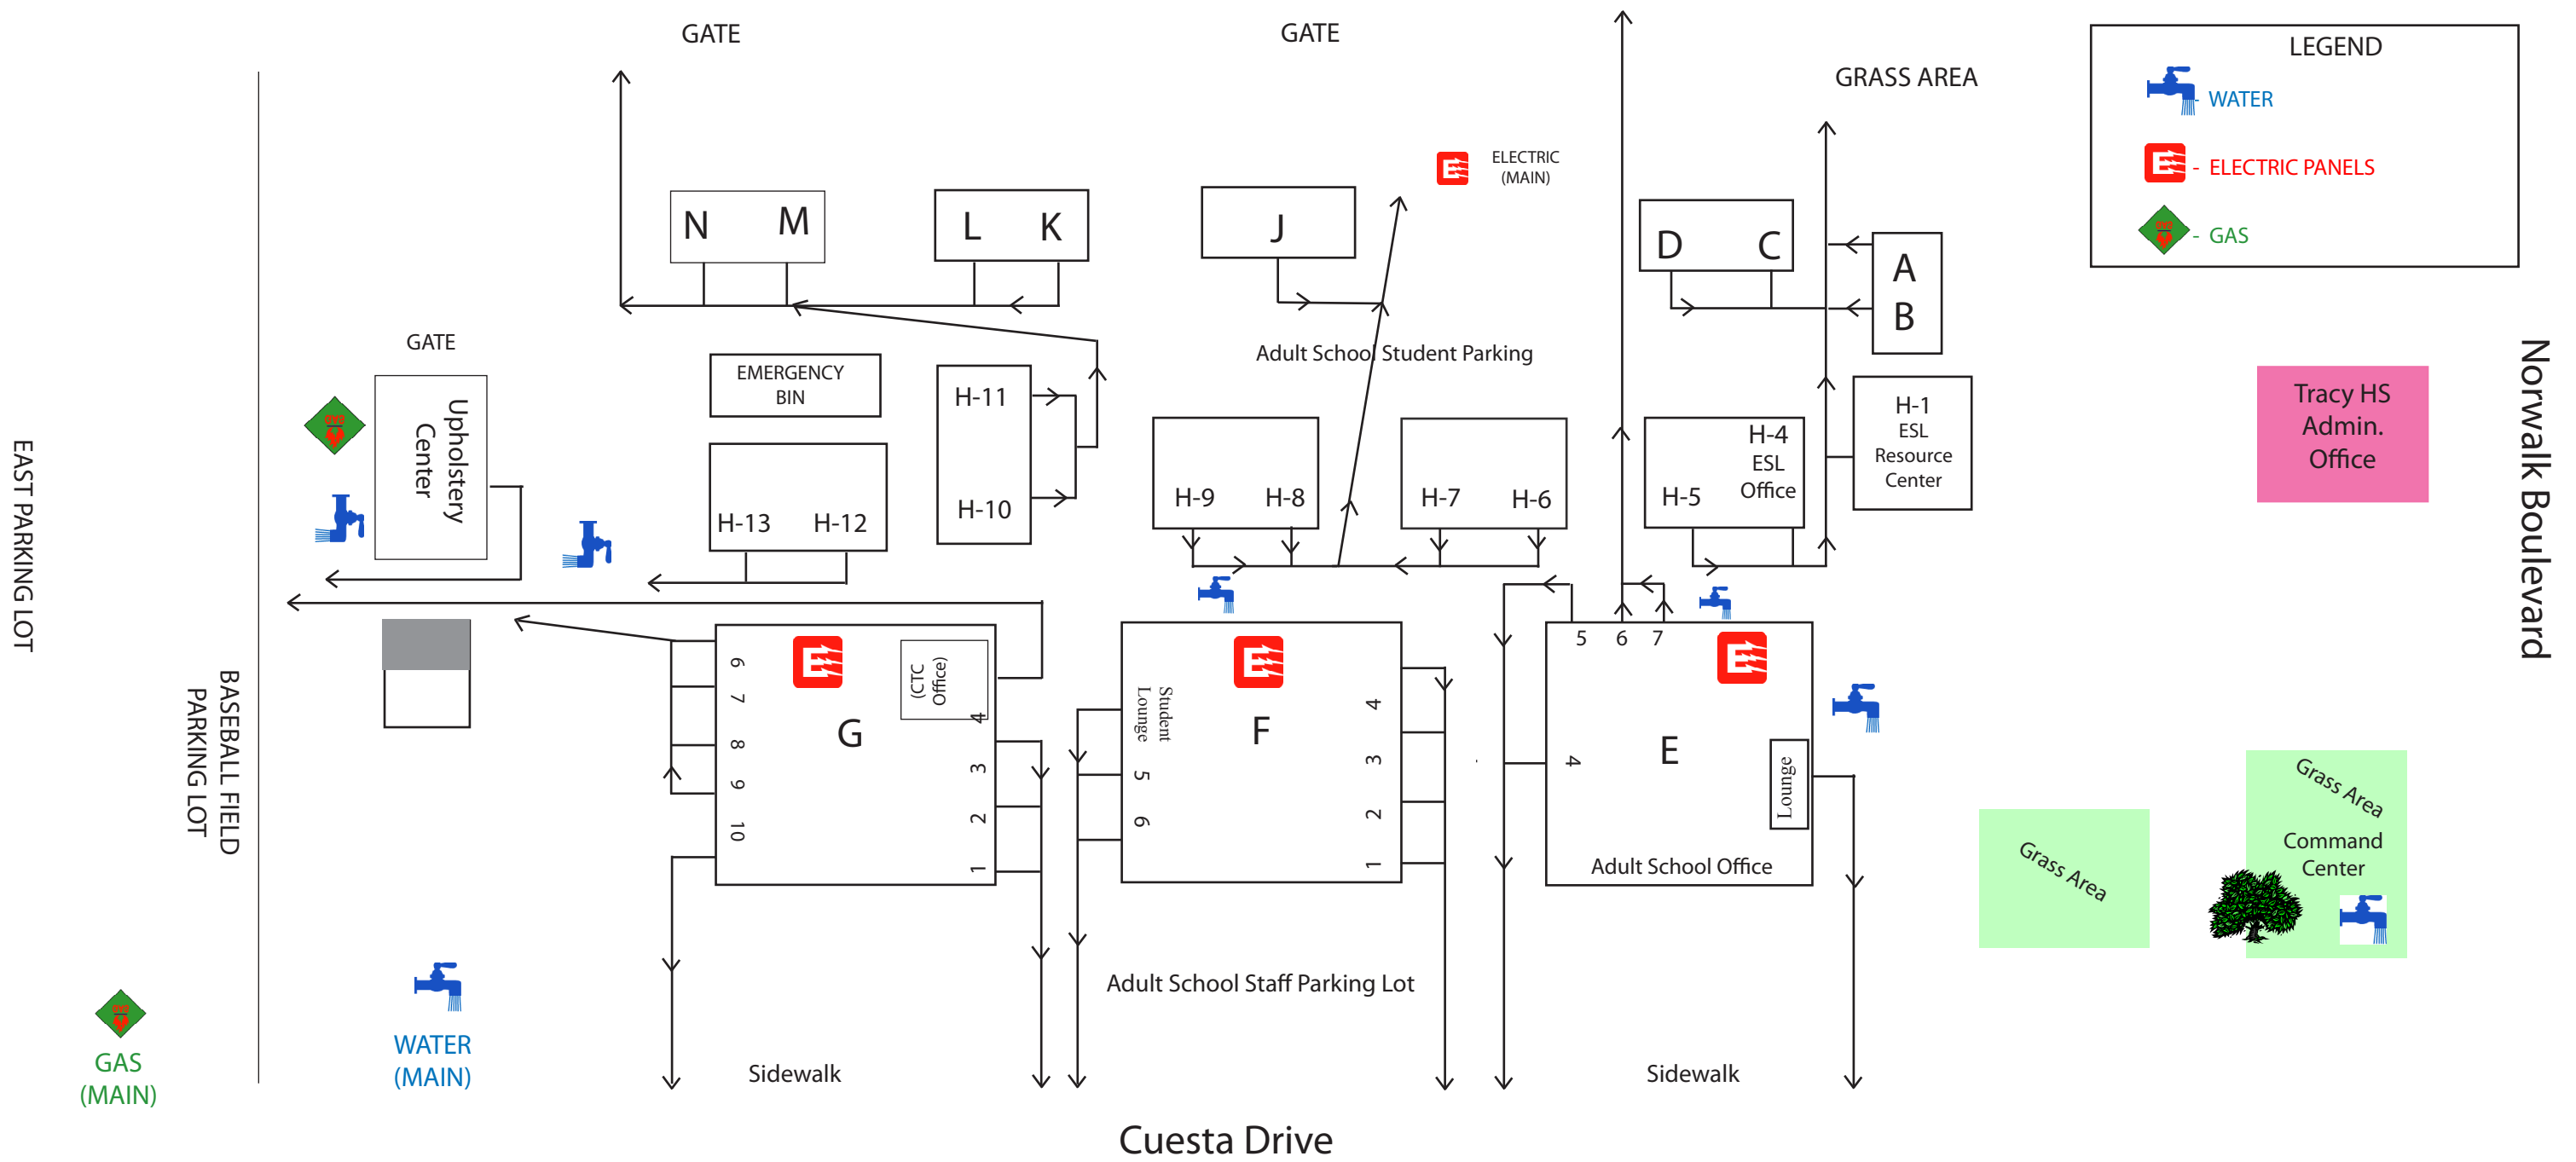 GATE
GATE
GRASS AREA
LEGEND
- WATER
- ELECTRIC PANELS
- GAS
ELECTRIC
(MAIN)
N M
L K
J
D C
A
B
GATE
Upholstery
Center
EMERGENCY
BIN
H-13 H-12
H-11
H-10
Adult School Student Parking
H-9 H-8
H-7 H-6
H-5
H-4
ESL
Office
H-1
ESL
Resource
Center
Tracy HS
Admin.
Office
Norwalk Boulevard
EAST PARKING LOT
BASEBALL FIELD
PARKING LOT
6
7
8
9
10
G
(CTC
Office)
4
3
2
1
Student
Lounge
5
6
F
4
3
2
1
5 6 7
4
E
Lounge
Adult School Office
Grass Area
Grass Area
Command
Center
Adult School Staff Parking Lot
GAS
(MAIN)
WATER
(MAIN)
Sidewalk
Sidewalk
Cuesta Drive